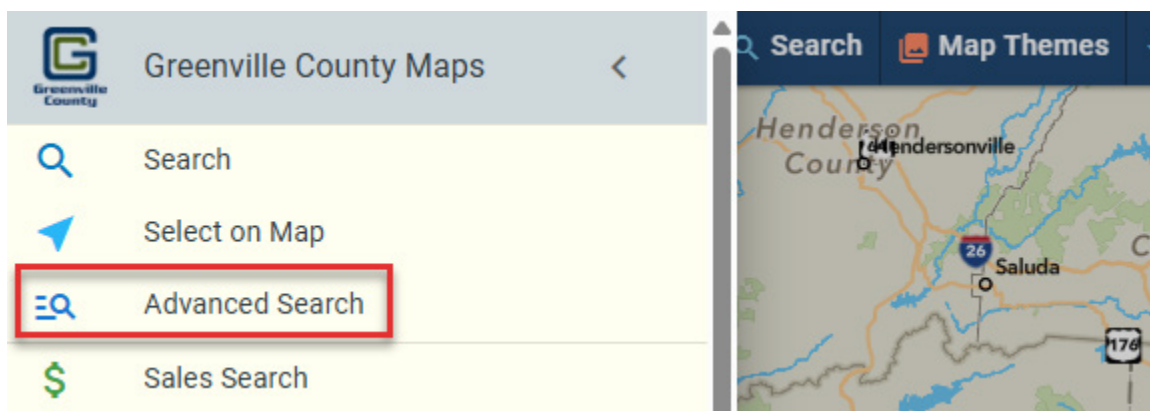 Greenville
County
Greenville County Maps
Search
Select on Map
Advanced Search
Sales Search
Search
Map Themes
Henderson
County
Hendersonville
26
Saluda
C
176